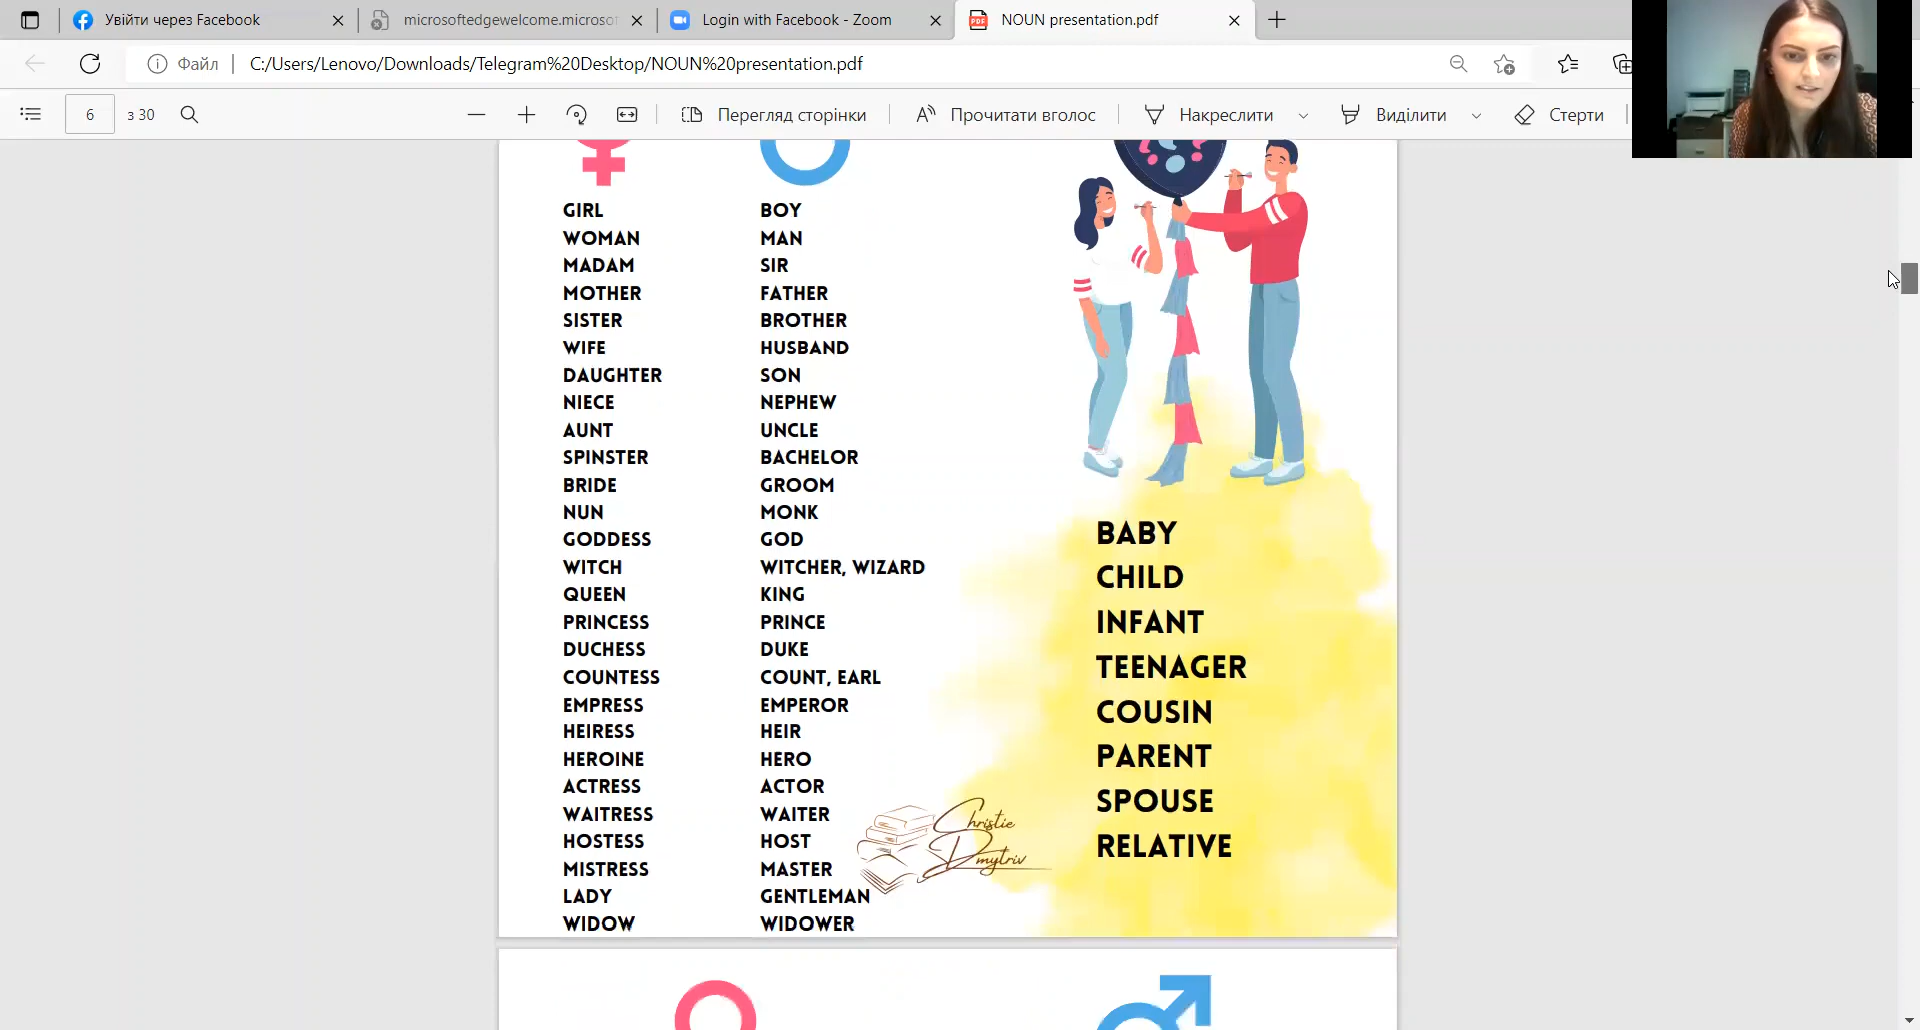 Увійти через Facebook
microsoftedgewelcome.microsof
Login with Facebook - Zoom
NOUN presentation.pdf
Файл
C:/Users/Lenovo/Downloads/Telegram%20Desktop/NOUN%20presentation.pdf
6
з 30
Перегляд сторінки
Прочитати вголос
Накреслити
Виділити
Стерти
GIRL BOY
WOMAN MAN
MADAM SIR
MOTHER FATHER
SISTER BROTHER
WIFE HUSBAND
DAUGHTER SON
NIECE NEPHEW
AUNT UNCLE
SPINSTER BACHELOR
BRIDE GROOM
NUN MONK
GODDESS GOD
WITCH WITCHER, WIZARD
QUEEN KING
PRINCESS PRINCE
DUCHESS DUKE
COUNTESS COUNT, EARL
EMPRESS EMPEROR
HEIRESS HEIR
HEROINE HERO
ACTRESS ACTOR
WAITRESS WAITER
HOSTESS HOST
MISTRESS MASTER
LADY GENTLEMAN
WIDOW WIDOWER
Christie
Dmytriv
BABY
CHILD
INFANT
TEENAGER
COUSIN
PARENT
SPOUSE
RELATIVE